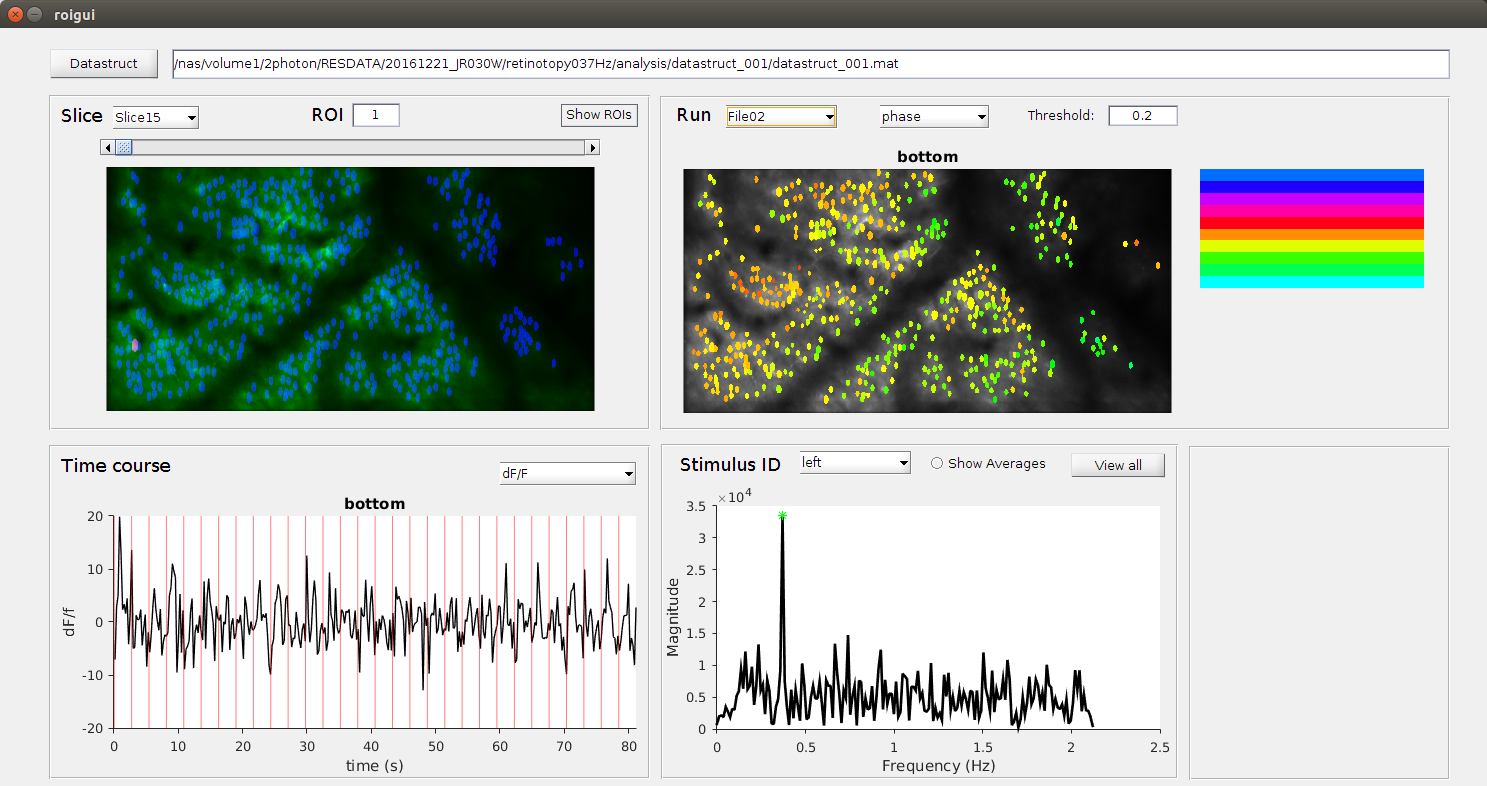 roigui
Datastruct /nas/volume1/2photon/RESDATA/20161221_JR030W/retinotopy037Hz/analysis/datastruct_001/datastruct_001.mat
Slice Slice15 ROI 1 Show ROIs
Run File02 phase Threshold: 0.2
bottom
Time course dF/F
bottom
20
10
0
-10
-20
dF/f
0 10 20 30 40 50 60 70 80
time (s)
Stimulus ID left Show Averages View all
×10⁴
3.5
3
2.5
2
1.5
1
0.5
0
Magnitude
0 0.5 1 1.5 2 2.5
Frequency (Hz)